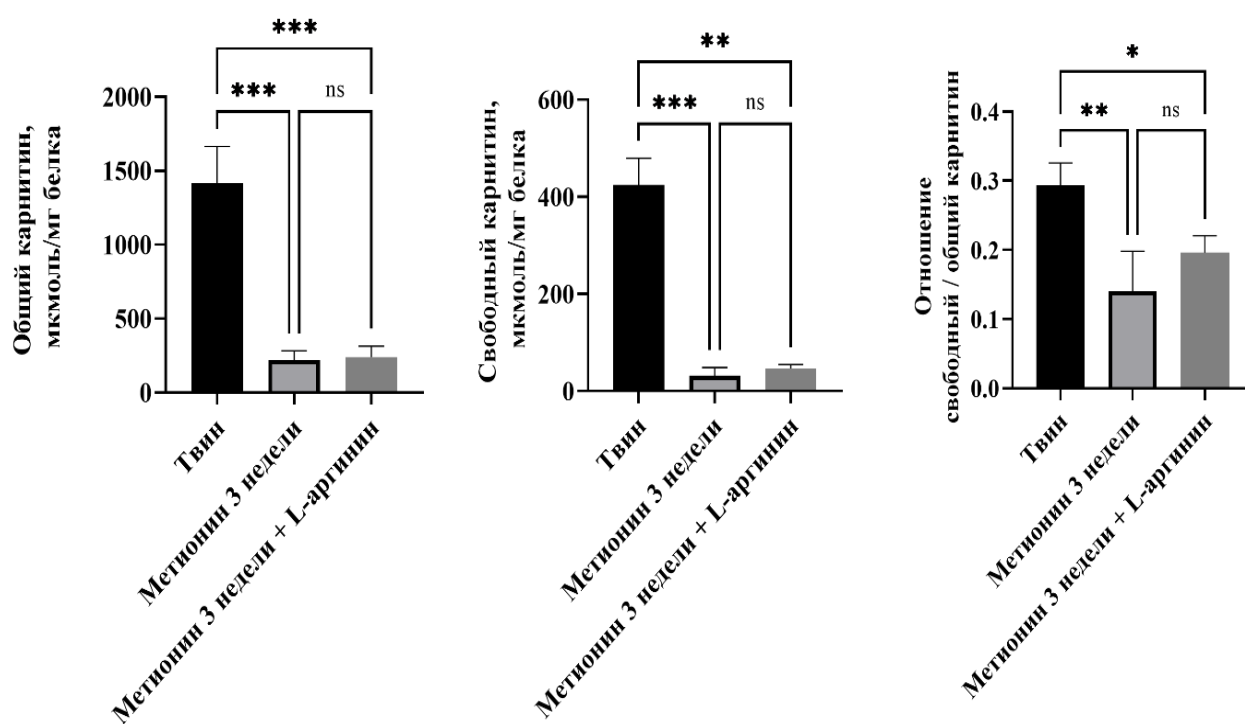 Общий карнитин,
мкмоль/мг белка
2000
1500
1000
500
0
***
***
ns
Твин
Метионин 3 недели
Метионин 3 недели + L-аргинин
Свободный карнитин,
мкмоль/мг белка
600
400
200
0
**
***
ns
Твин
Метионин 3 недели
Метионин 3 недели + L-аргинин
Отношение
свободный / общий карнитин
0.4
0.3
0.2
0.1
0.0
*
**
ns
Твин
Метионин 3 недели
Метионин 3 недели + L-аргинин